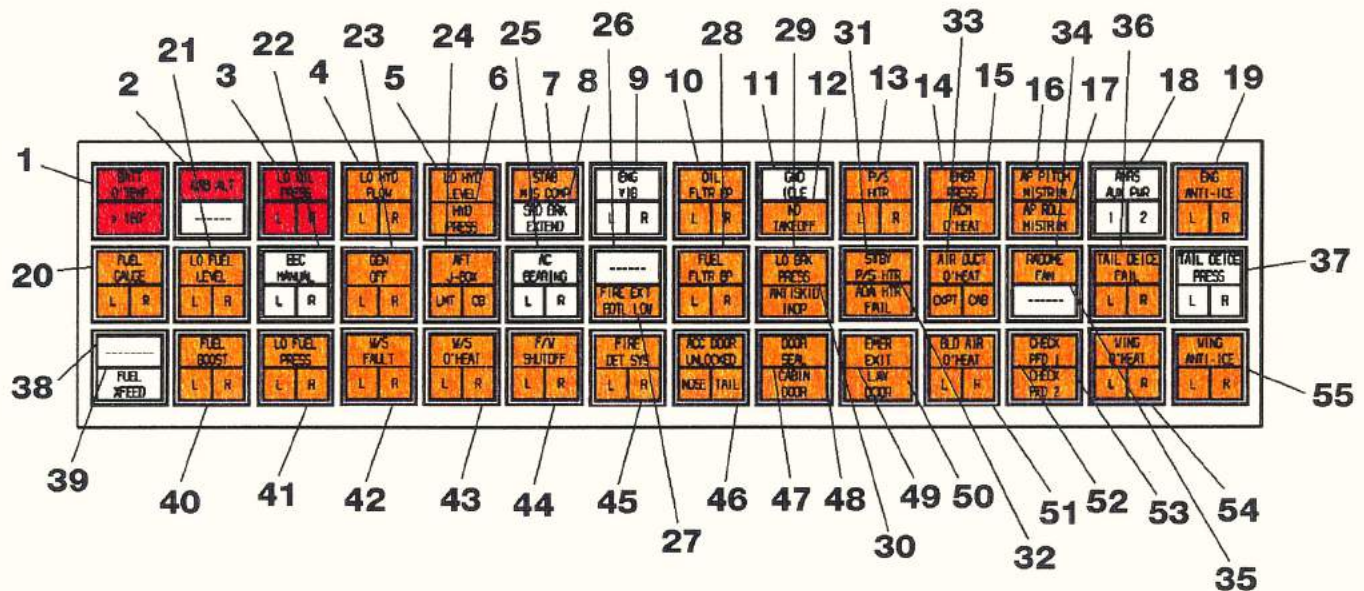 21 22 23 24 25 26 28 29 31 33 34 36
2 3 4 5 6 7 8 9 10 11 12 13 14 15 16 17 18 19
1
BATT
O'TEMP
> 160°
CAB ALT
------
LO OIL
PRESS
L R
LO HYD
FLOW
L R
LO HYD
LEVEL
HYD
PRESS
STAB
MIS COMP
SPD BRK
EXTEND
ENG
VIB
L R
OIL
FLTR BP
L R
GND
IDLE
NO
TAKEOFF
P/S
HTR
L R
EMER
PRESS
ACM
O'HEAT
AP PITCH
MISTRIM
AP ROLL
MISTRIM
AHRS
AUX PWR
1 2
ENG
ANTI-ICE
L R
20
FUEL
GAUGE
L R
LO FUEL
LEVEL
L R
EEC
MANUAL
L R
GEN
OFF
L R
AFT
J-BOX
LMT CB
AC
BEARING
L R
------
FIRE EXT
BOTL LOW
FUEL
FLTR BP
L R
LO BRK
PRESS
ANTISKID
INOP
STBY
P/S HTR
AOA HTR
FAIL
AIR DUCT
O'HEAT
CKPT CAB
RADOME
FAN
------
TAIL DEICE
FAIL
L R
TAIL DEICE
PRESS
L R
37
38
------
FUEL
XFEED
FUEL
BOOST
L R
LO FUEL
PRESS
L R
W/S
FAULT
L R
W/S
O'HEAT
L R
F/W
SHUTOFF
L R
FIRE
DET SYS
L R
ACC DOOR
UNLOCKED
NOSE TAIL
DOOR
SEAL
CABIN
DOOR
EMER
EXIT
LAV
DOOR
BLD AIR
O'HEAT
L R
CHECK
PFD 1
CHECK
PFD 2
WING
O'HEAT
L R
WING
ANTI-ICE
L R
55
39 40 41 42 43 44 45 46 47 48 49 50 51 52 53 54
27 30 32 35